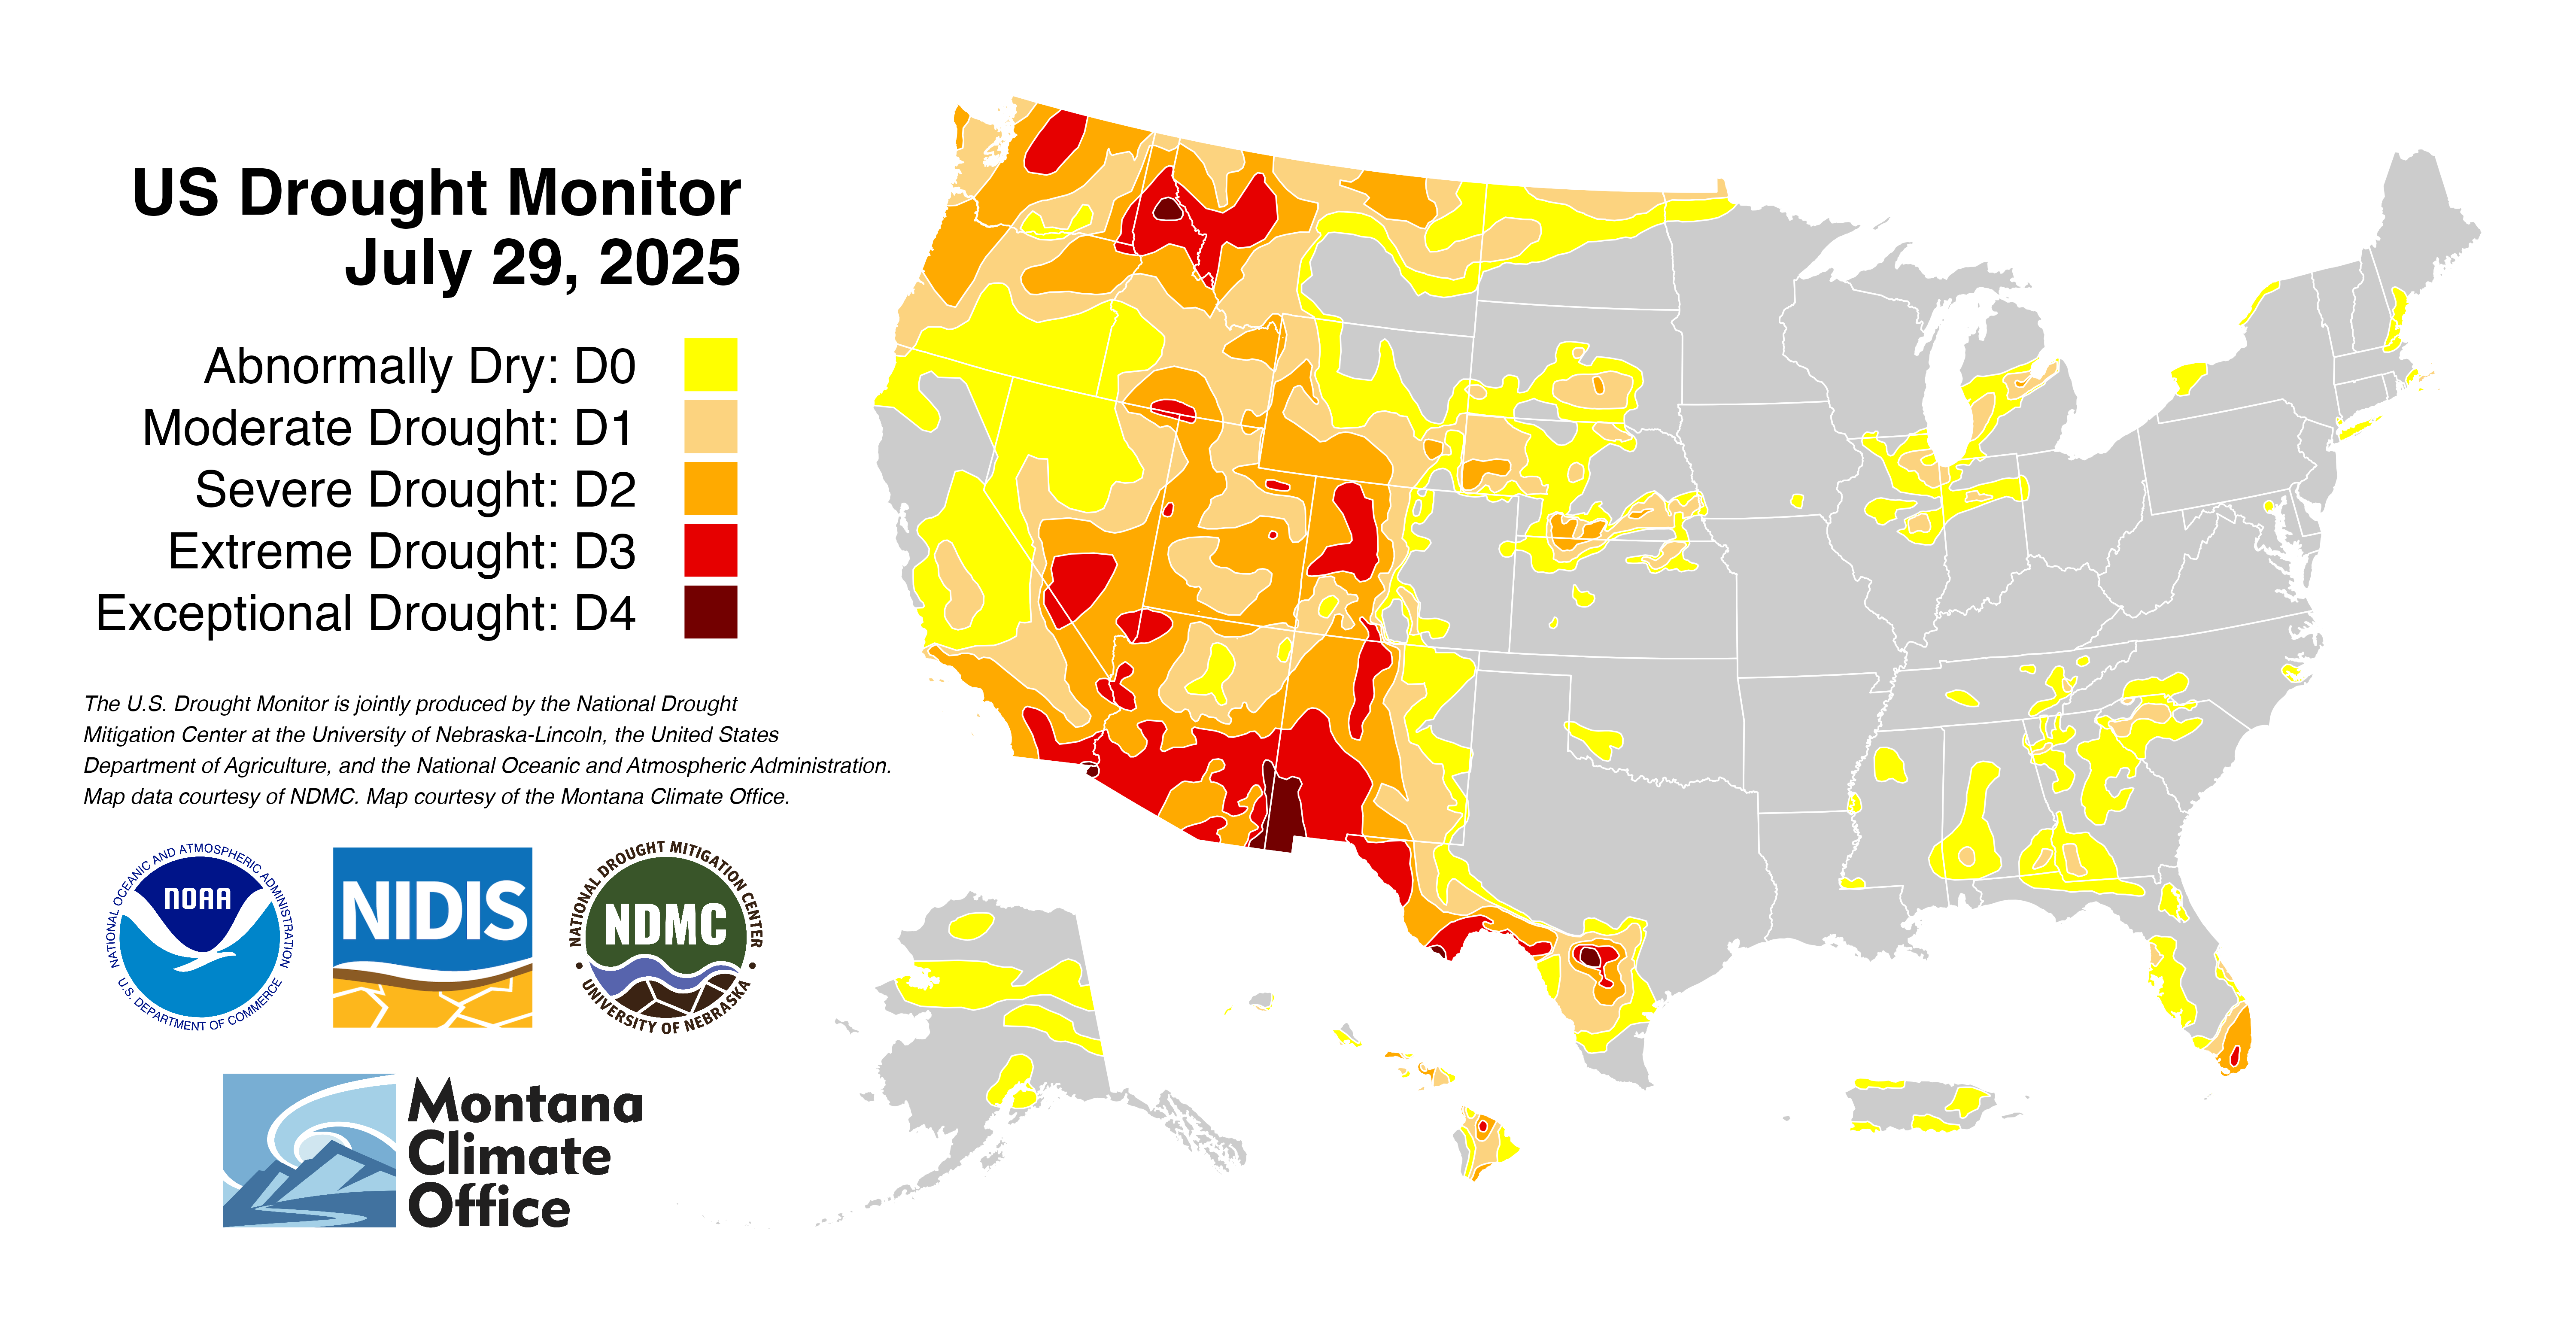 US Drought Monitor
July 29, 2025
Abnormally Dry: D0
Moderate Drought: D1
Severe Drought: D2
Extreme Drought: D3
Exceptional Drought: D4
The U.S. Drought Monitor is jointly produced by the National Drought
Mitigation Center at the University of Nebraska-Lincoln, the United States
Department of Agriculture, and the National Oceanic and Atmospheric Administration.
Map data courtesy of NDMC. Map courtesy of the Montana Climate Office.
NATIONAL OCEANIC AND ATMOSPHERIC ADMINISTRATION
NOAA
U.S. DEPARTMENT OF COMMERCE
NIDIS
NATIONAL DROUGHT MITIGATION CENTER
NDMC
UNIVERSITY OF NEBRASKA
Montana
Climate
Office